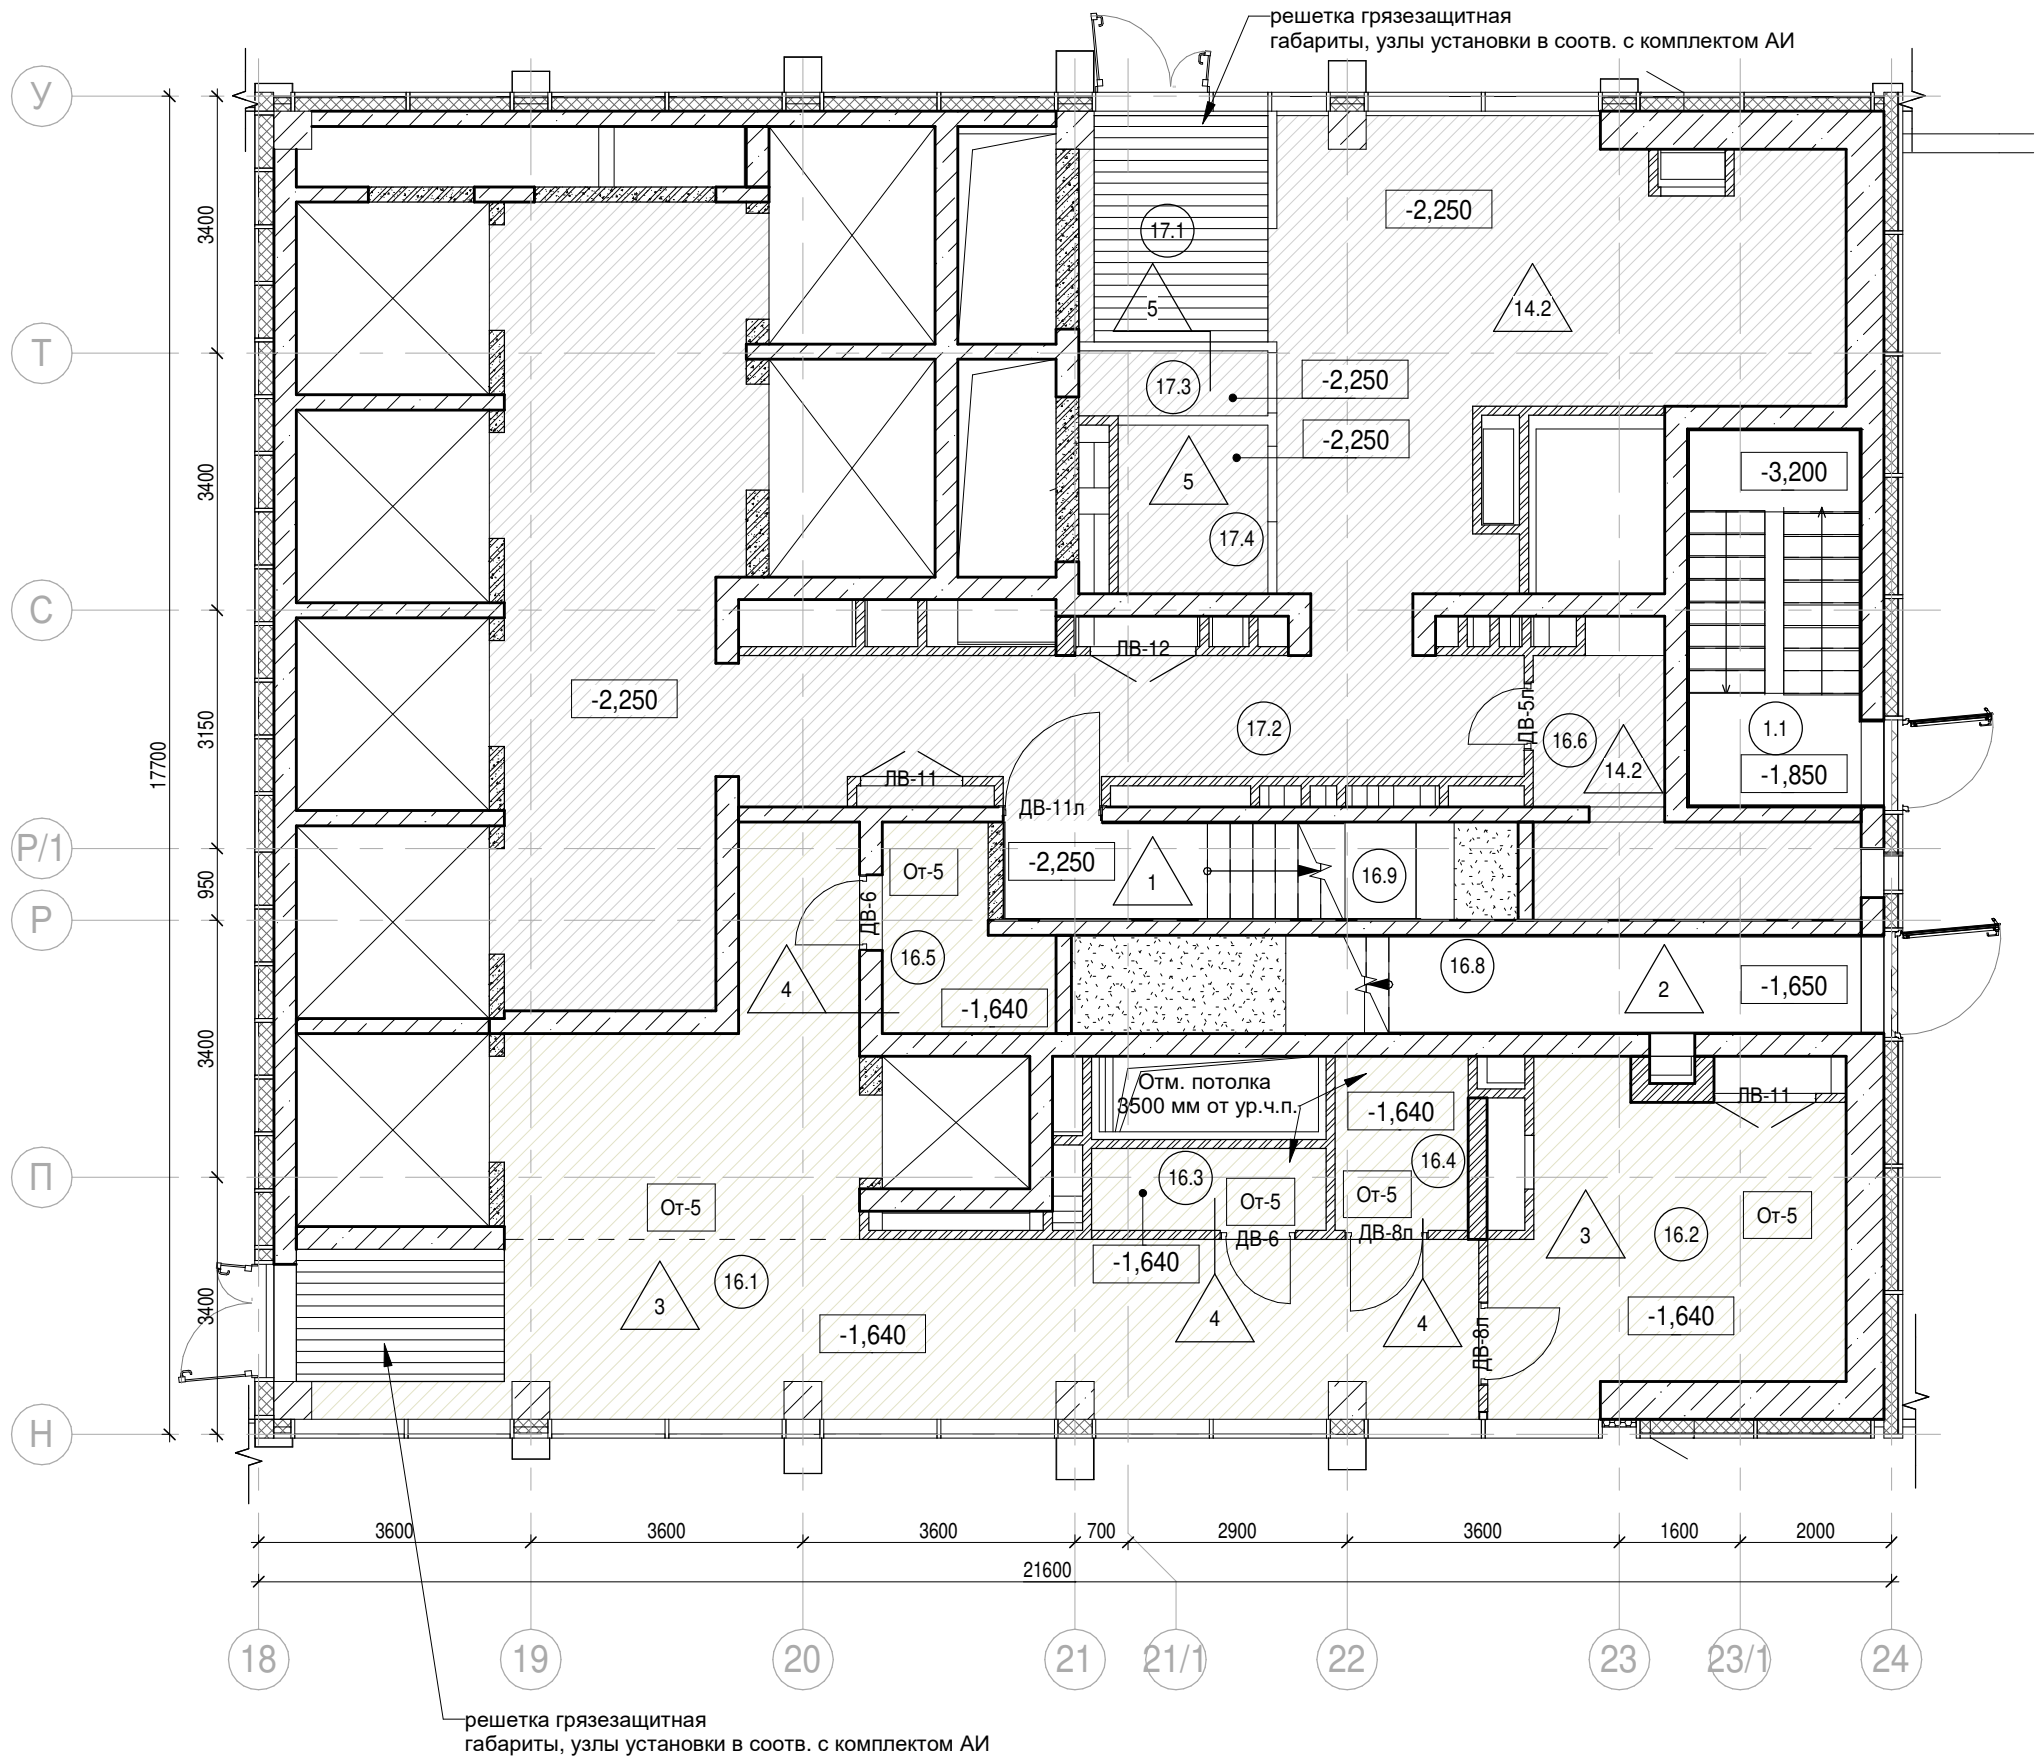 решетка грязезащитная
габариты, узлы установки в соотв. с комплектом АИ
У
-2,250
17.1
3400
5
14.2
Т
17.3
-2,250
-2,250
-3,200
3400
5
17.4
С
ЛВ-12
-2,250
ДВ-5л
17.2
16.6
1.1
3150
17700
14.2
-1,850
ЛВ-11
ДВ-11л
Р/1
От-5
-2,250
1
16.9
950
ДВ-6
Р
16.5
16.8
4
2
-1,650
-1,640
3400
Отм. потолка
3500 мм от ур.ч.п.
-1,640
ЛВ-11
16.4
П
16.3
От-5
От-5
От-5
От-5
ДВ-6
ДВ-8л
3
16.2
-1,640
16.1
3
3400
-1,640
4
4
ДВ-8л
-1,640
Н
3600
3600
3600
700
2900
3600
1600
2000
21600
18
19
20
21
21/1
22
23
23/1
24
решетка грязезащитная
габариты, узлы установки в соотв. с комплектом АИ